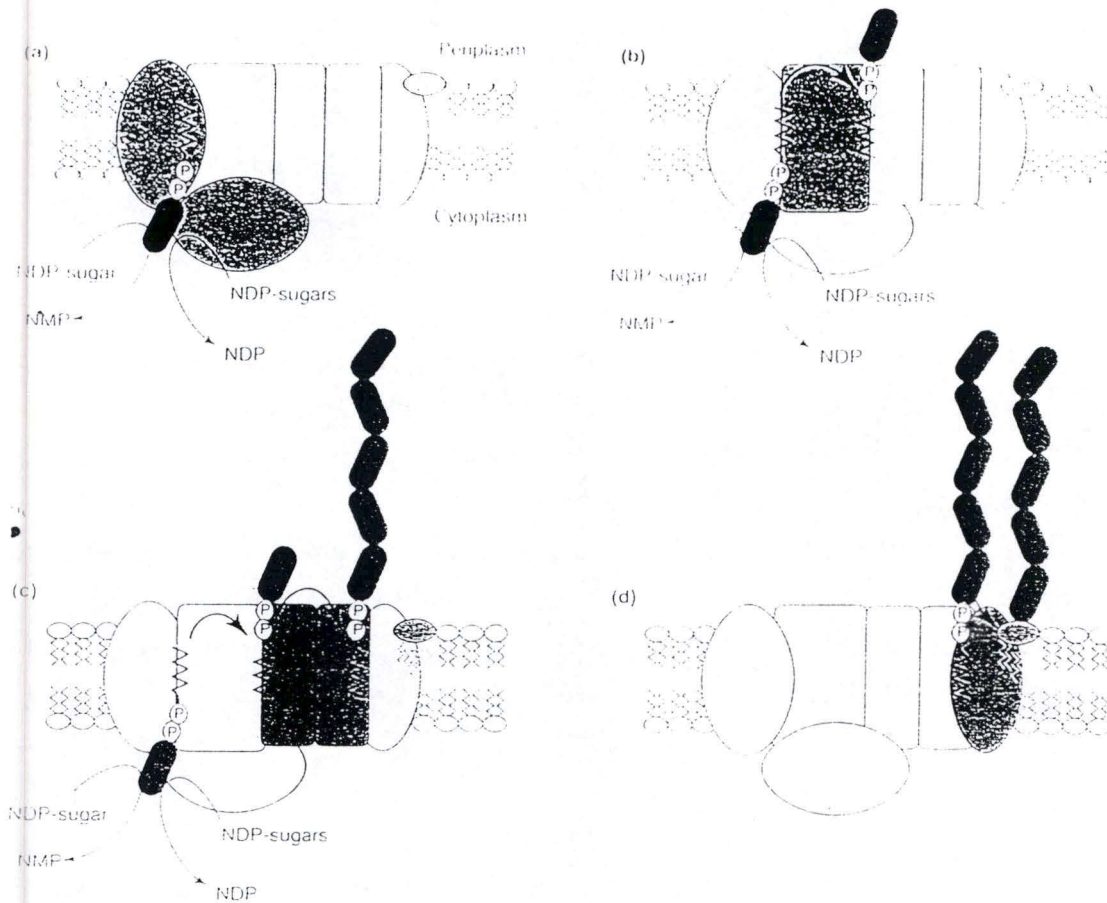 (a)
Periplasm
Cytoplasm
P
P
NDP-sugar
NDP-sugars
NMP
NDP
(b)
P
P
P
P
NDP-sugar
NDP-sugars
NMP
NDP
(c)
P
P
P
P
P
P
NDP-sugar
NDP-sugars
NMP
NDP
(d)
P
P